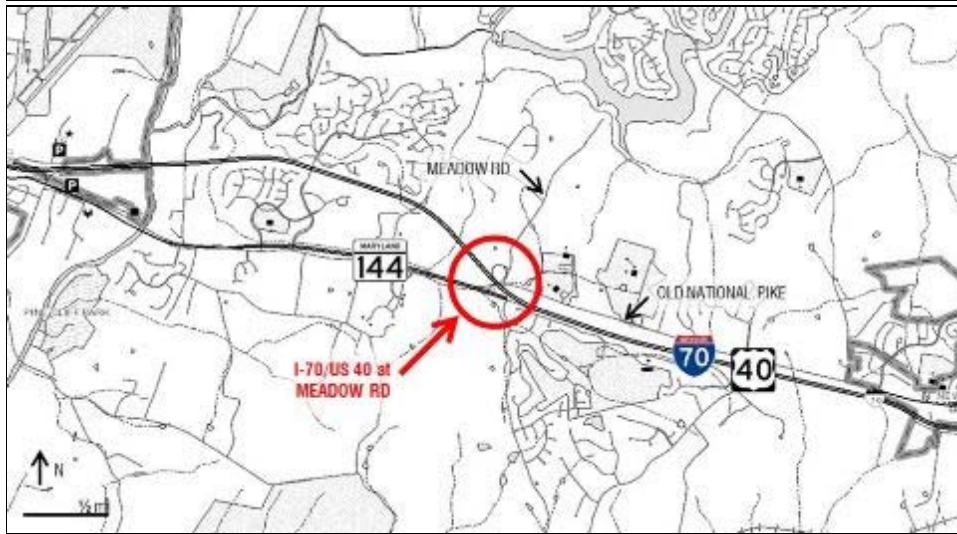 P
P
MEADOW RD
MARYLAND
144
OLD NATIONAL PIKE
70
40
I-70/US 40 at
MEADOW RD
N
½ mi